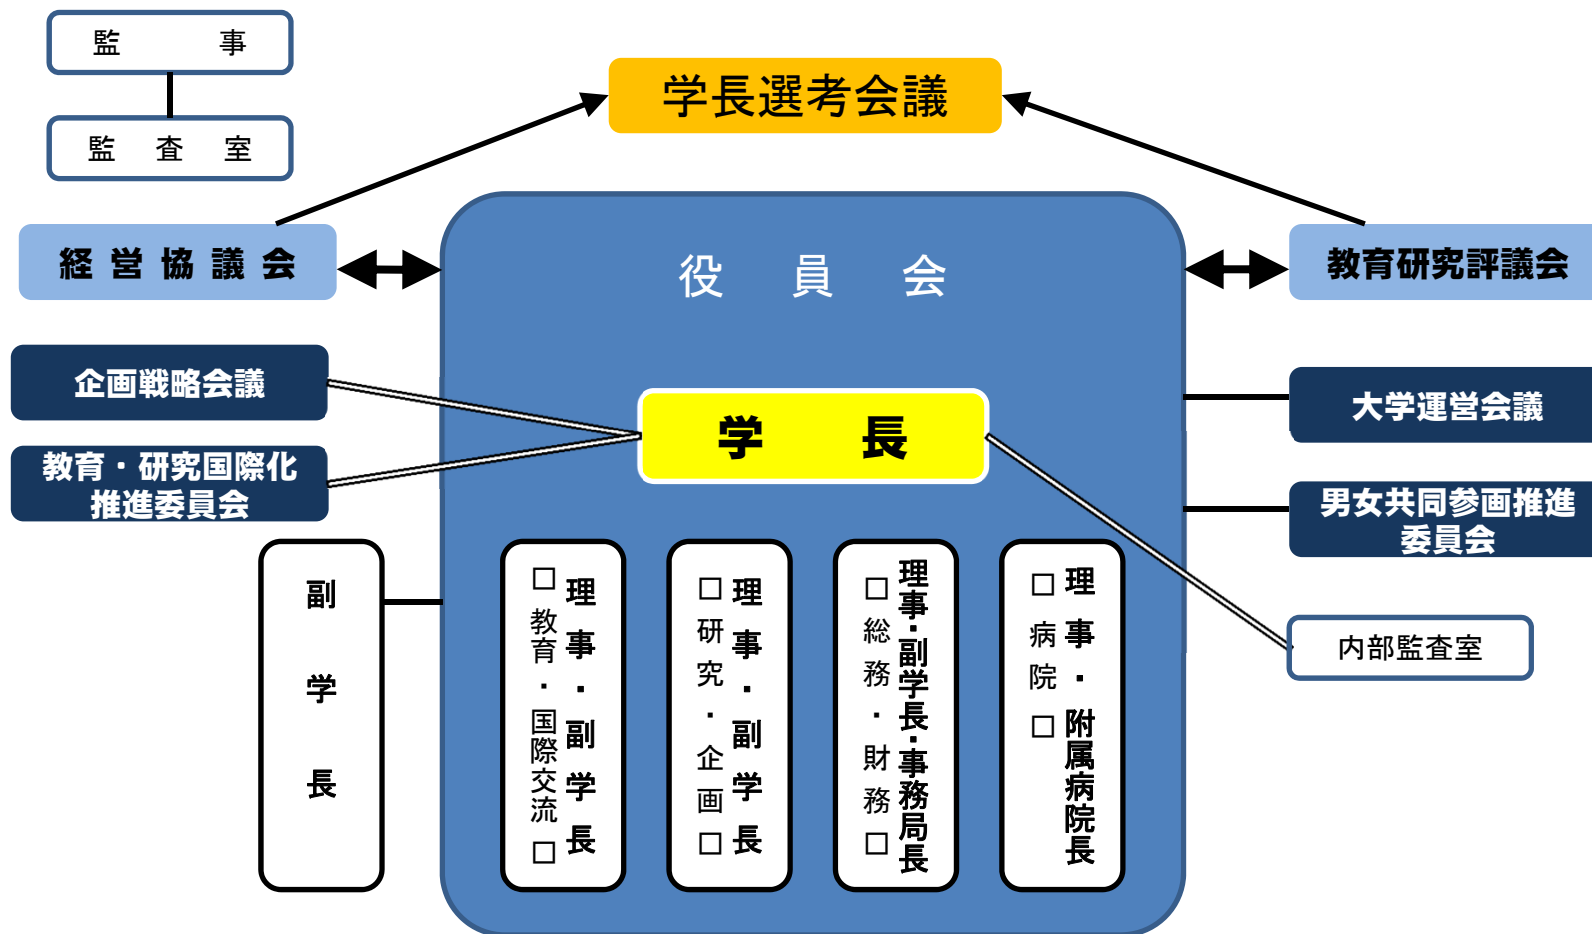 監事
監査室
学長選考会議
経営協議会
役員会
教育研究評議会
企画戦略会議
学長
大学運営会議
教育・研究国際化
推進委員会
男女共同参画推進
委員会
内部監査室
副学長
理事・副学長
□教育・国際交流□
理事・副学長
□研究・企画□
理事・副学長・事務局長
□総務・財務□
理事・附属病院長
□病院□